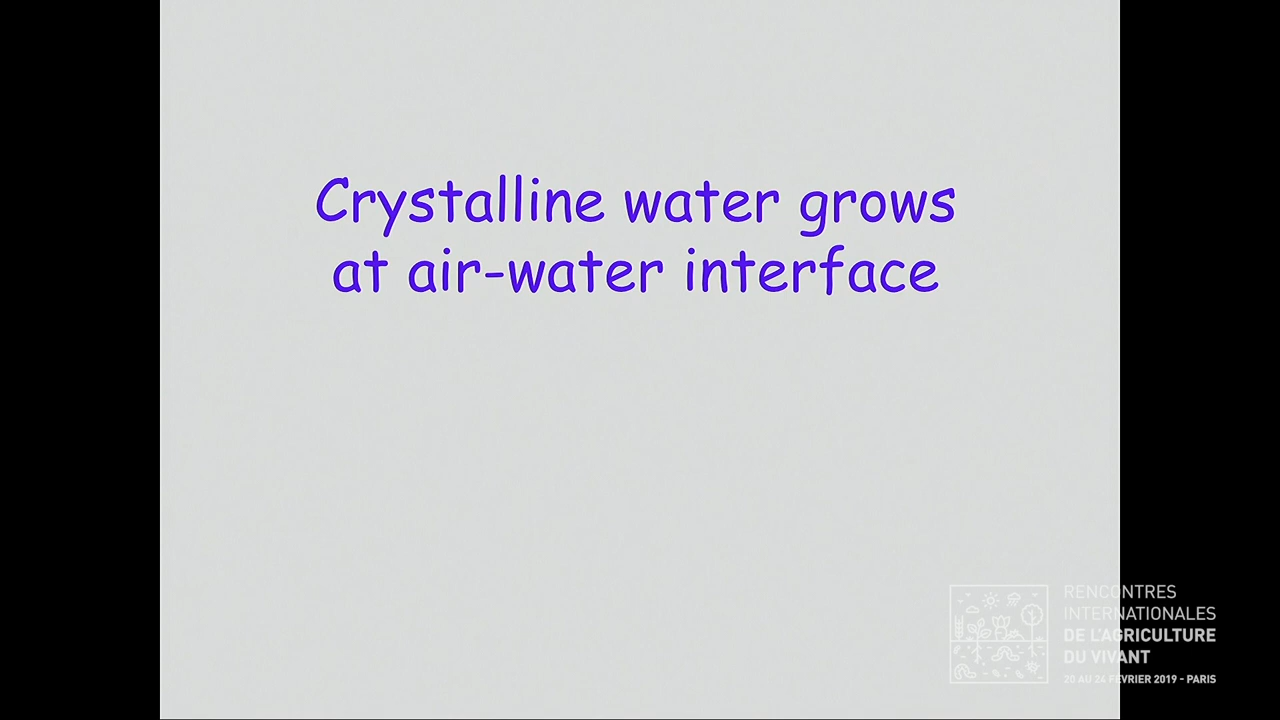 Crystalline water grows
at air-water interface
RENCONTRES
INTERNATIONALES
DE L'AGRICULTURE
DU VIVANT
20 AU 24 FÉVRIER 2019 - PARIS